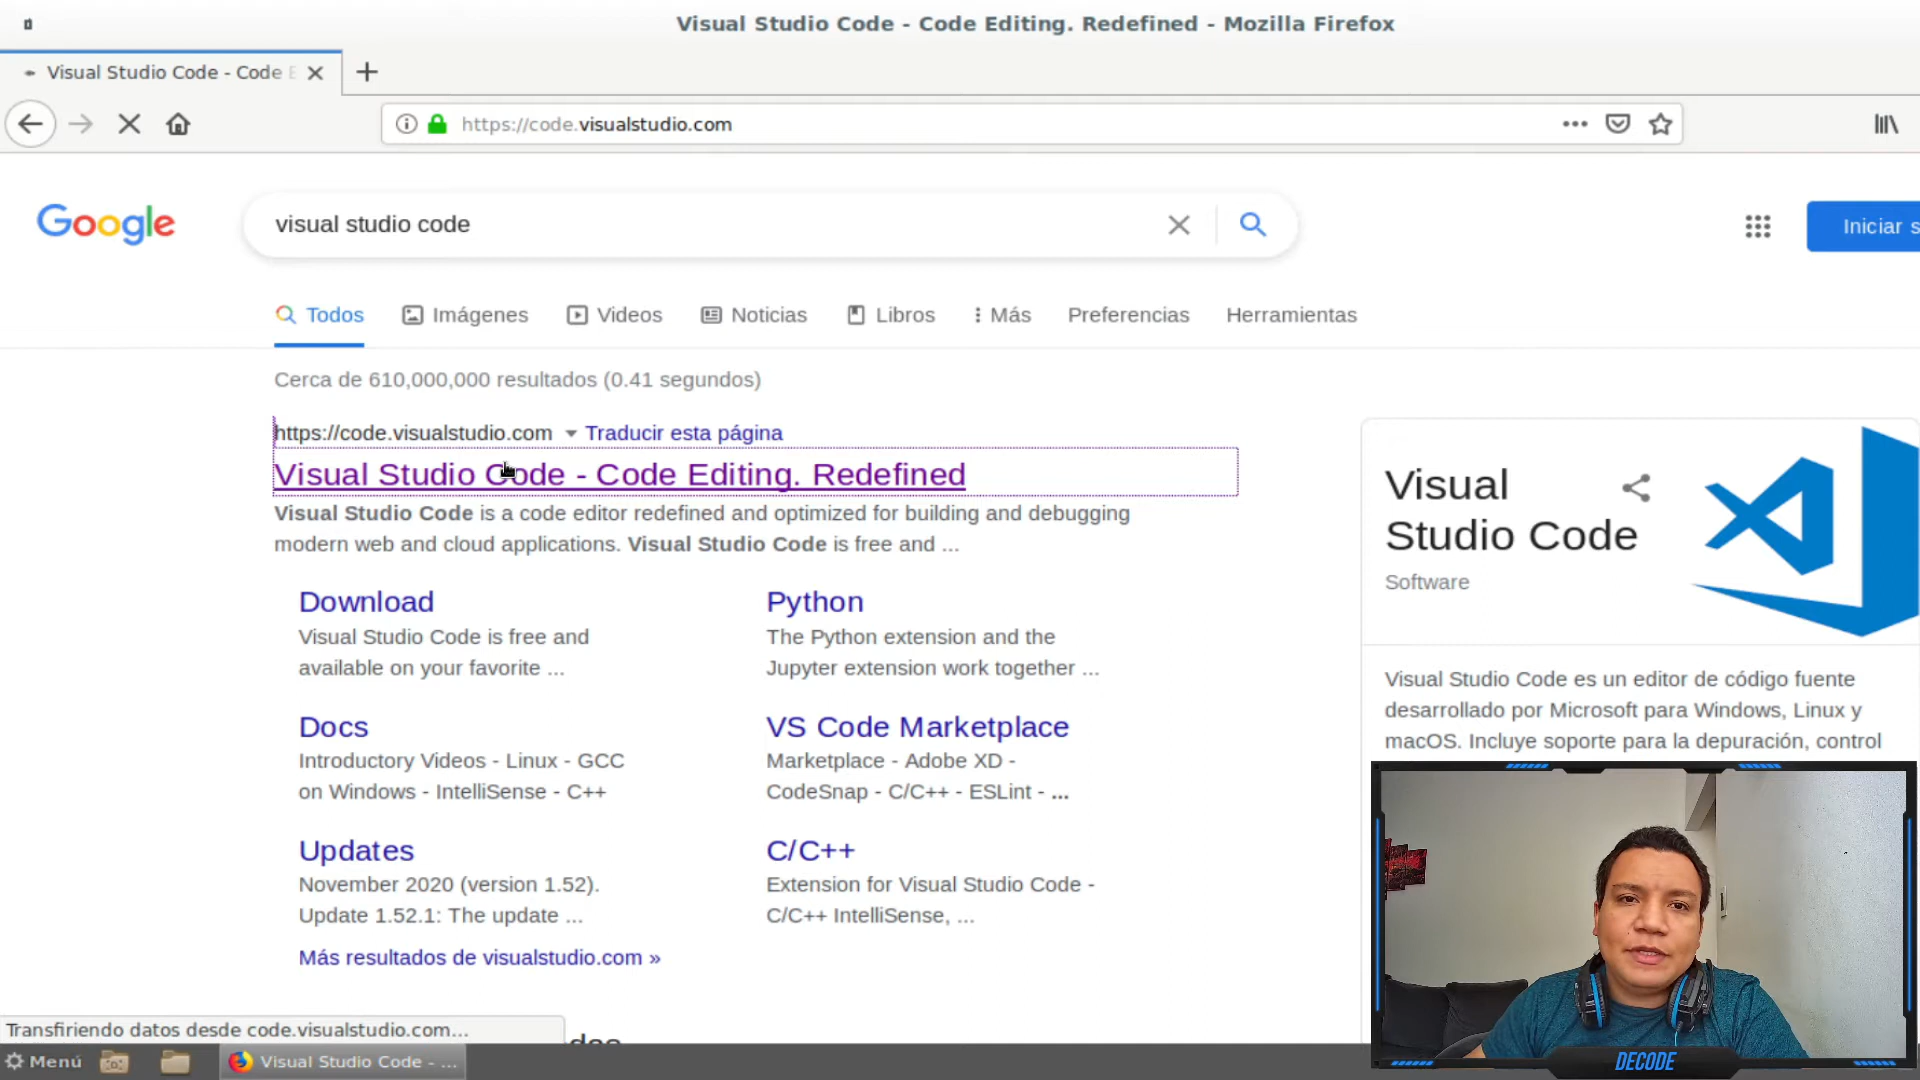 Visual Studio Code - Code Editing. Redefined - Mozilla Firefox
Visual Studio Code - Code E
https://code.visualstudio.com
Google
visual studio code
Iniciar s
Todos Imágenes Videos Noticias Libros Más Preferencias Herramientas
Cerca de 610,000,000 resultados (0.41 segundos)
https://code.visualstudio.com Traducir esta página
Visual Studio Code - Code Editing. Redefined
Visual Studio Code is a code editor redefined and optimized for building and debugging
modern web and cloud applications. Visual Studio Code is free and ...
Download
Visual Studio Code is free and
available on your favorite ...
Python
The Python extension and the
Jupyter extension work together ...
Docs
Introductory Videos - Linux - GCC
on Windows - IntelliSense - C++
VS Code Marketplace
Marketplace - Adobe XD -
CodeSnap - C/C++ - ESLint - ...
Updates
November 2020 (version 1.52).
Update 1.52.1: The update ...
C/C++
Extension for Visual Studio Code -
C/C++ IntelliSense, ...
Más resultados de visualstudio.com »
Visual
Studio Code
Software
Visual Studio Code es un editor de código fuente
desarrollado por Microsoft para Windows, Linux y
macOS. Incluye soporte para la depuración, control
Transfiriendo datos desde code.visualstudio.com...
Menú
Visual Studio Code - ...
DECODE